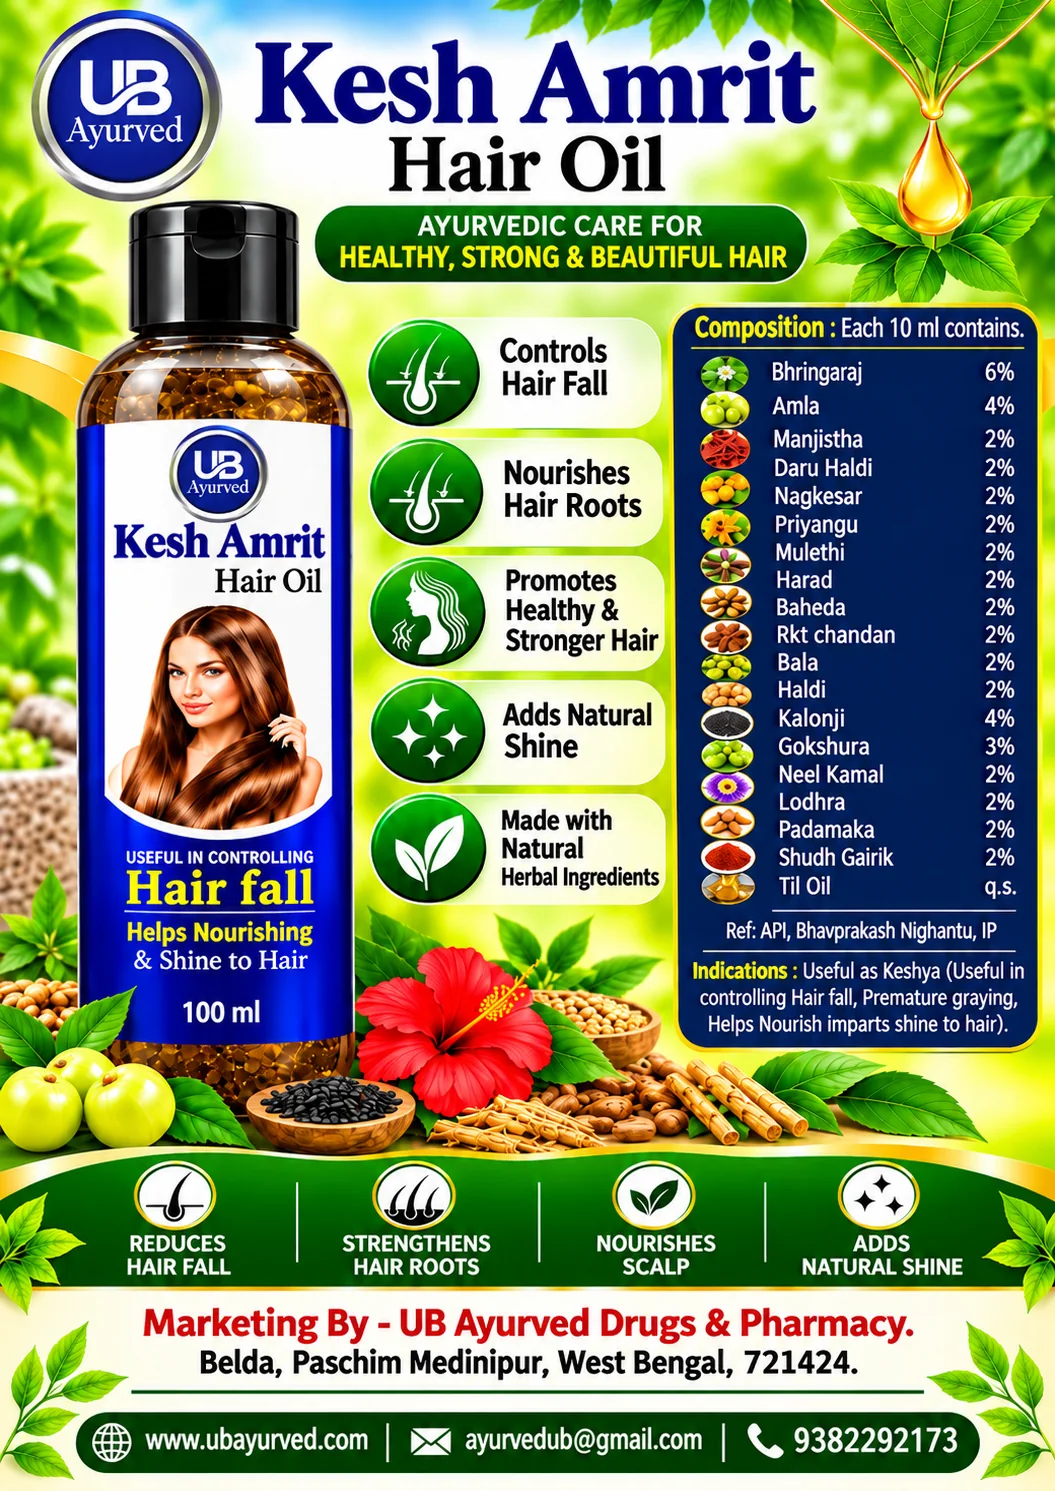 UB
Ayurved
Kesh Amrit
Hair Oil
AYURVEDIC CARE FOR
HEALTHY, STRONG & BEAUTIFUL HAIR
UB
Ayurved
Kesh Amrit
Hair Oil
USEFUL IN CONTROLLING
Hair fall
Helps Nourishing
& Shine to Hair
100 ml
Controls
Hair Fall
Nourishes
Hair Roots
Promotes
Healthy &
Stronger Hair
Adds Natural
Shine
Made with
Natural
Herbal Ingredients
Composition : Each 10 ml contains.
Bhringaraj 6%
Amla 4%
Manjistha 2%
Daru Haldi 2%
Nagkesar 2%
Priyangu 2%
Mulethi 2%
Harad 2%
Baheda 2%
Rkt chandan 2%
Bala 2%
Haldi 2%
Kalonji 4%
Gokshura 3%
Neel Kamal 2%
Lodhra 2%
Padamaka 2%
Shudh Gairik 2%
Til Oil q.s.
Ref: API, Bhavprakash Nighantu, IP
Indications : Useful as Keshya (Useful in
controlling Hair fall, Premature graying,
Helps Nourish imparts shine to hair).
REDUCES
HAIR FALL
STRENGTHENS
HAIR ROOTS
NOURISHES
SCALP
ADDS
NATURAL SHINE
Marketing By - UB Ayurved Drugs & Pharmacy.
Belda, Paschim Medinipur, West Bengal, 721424.
www.ubayurved.com | ayurvedub@gmail.com | 9382292173